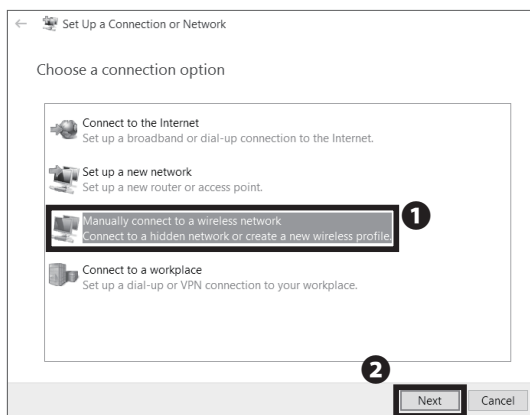 Set Up a Connection or Network
Choose a connection option
Connect to the Internet
Set up a broadband or dial-up connection to the Internet.
Set up a new network
Set up a new router or access point.
Manually connect to a wireless network
Connect to a hidden network or create a new wireless profile.
1
Connect to a workplace
Set up a dial-up or VPN connection to your workplace.
2
Next
Cancel